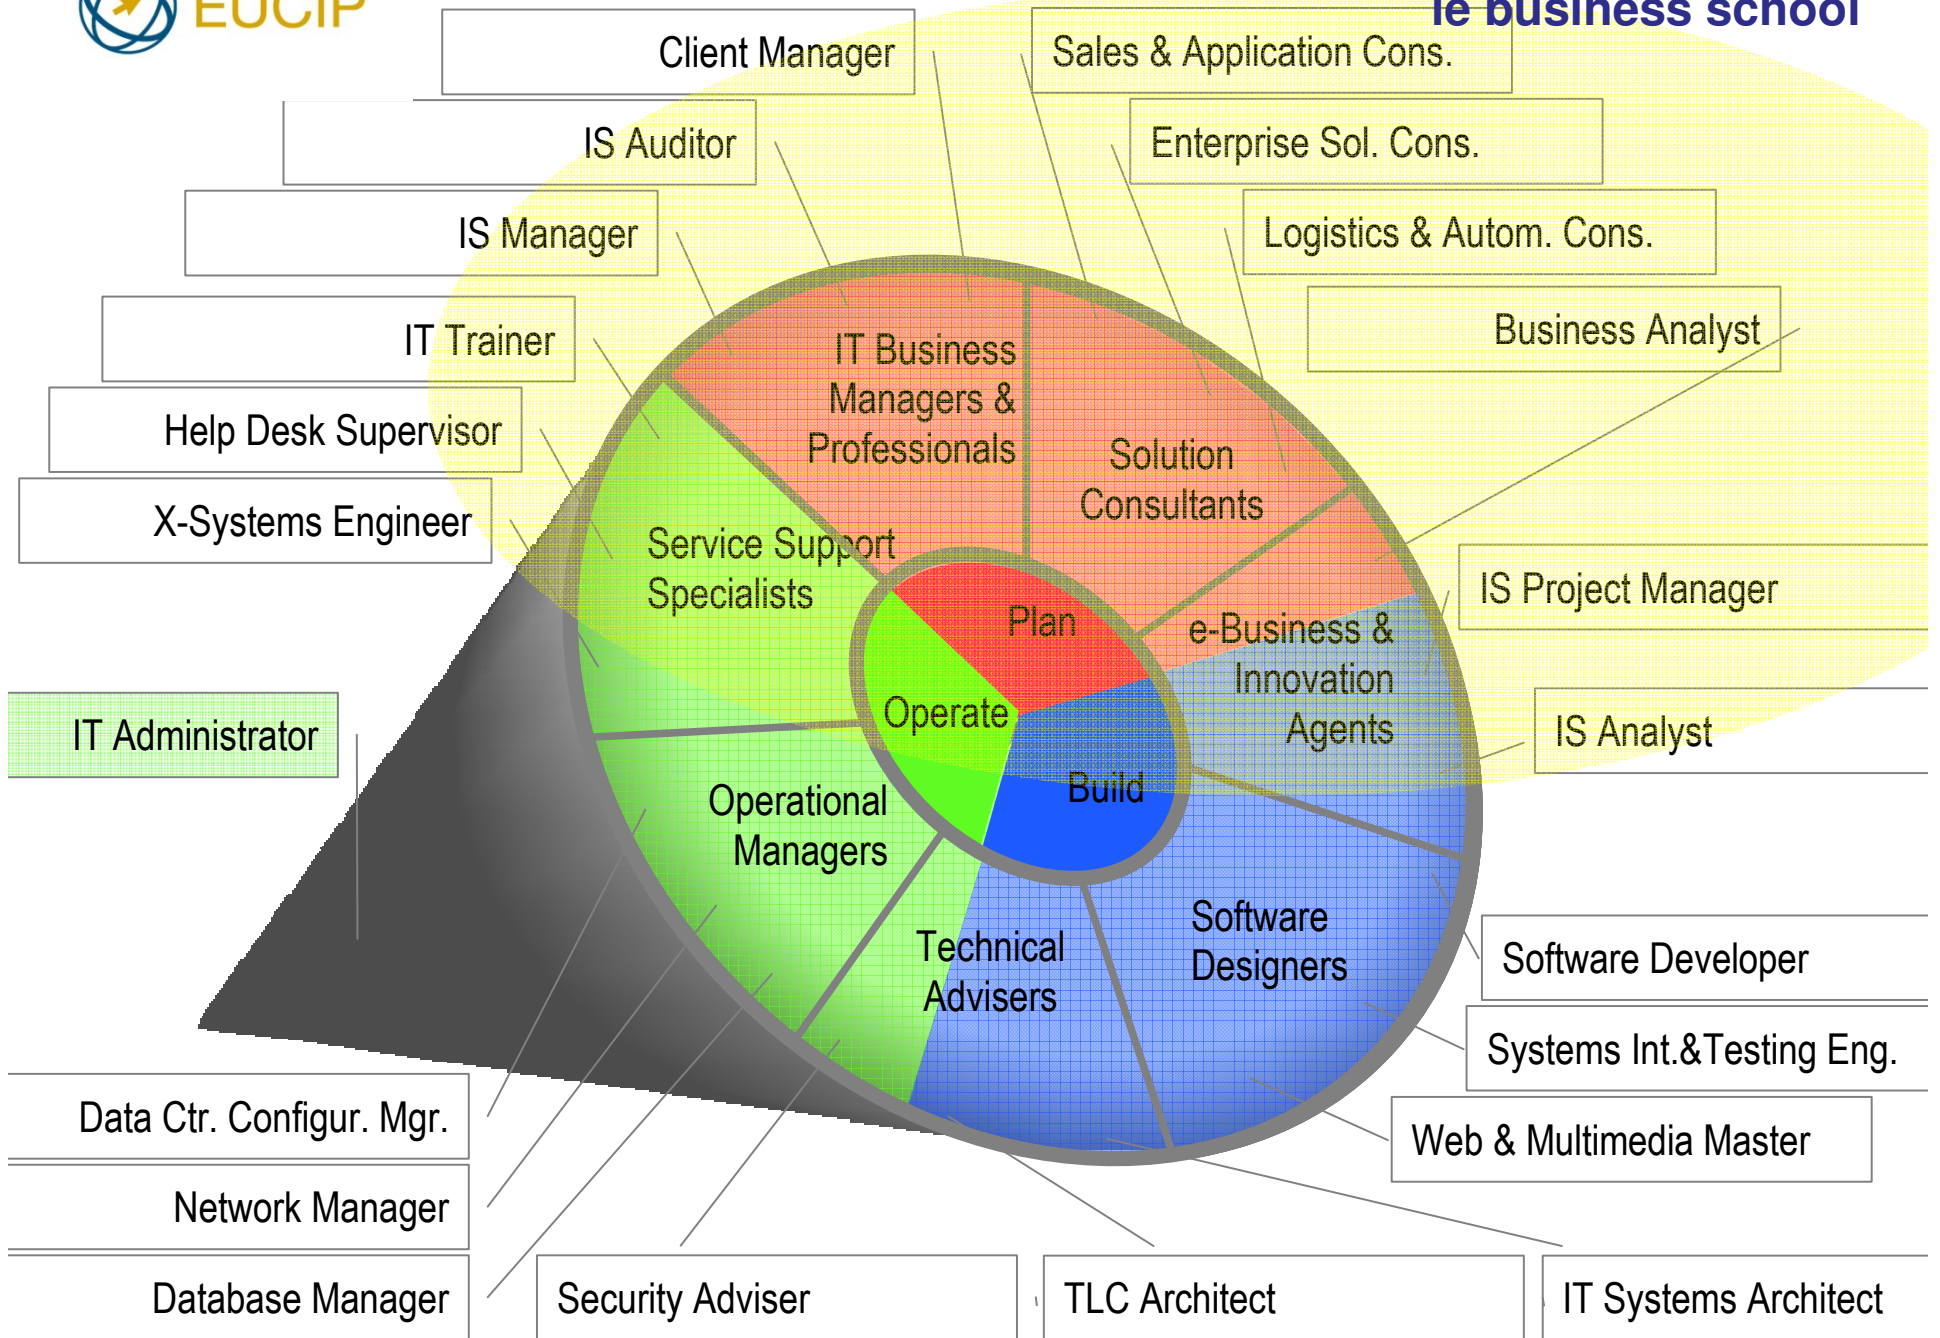 EUCIP
le business school
Client Manager
Sales & Application Cons.
IS Auditor
Enterprise Sol. Cons.
IS Manager
Logistics & Autom. Cons.
IT Trainer
Business Analyst
Help Desk Supervisor
X-Systems Engineer
IT Business
Managers &
Professionals
Solution
Consultants
Service Support
Specialists
Plan
e-Business &
Innovation
Agents
IS Project Manager
Operate
IT Administrator
IS Analyst
Build
Operational
Managers
Technical
Advisers
Software
Designers
Software Developer
Systems Int.&Testing Eng.
Data Ctr. Configur. Mgr.
Web & Multimedia Master
Network Manager
Database Manager
Security Adviser
TLC Architect
IT Systems Architect